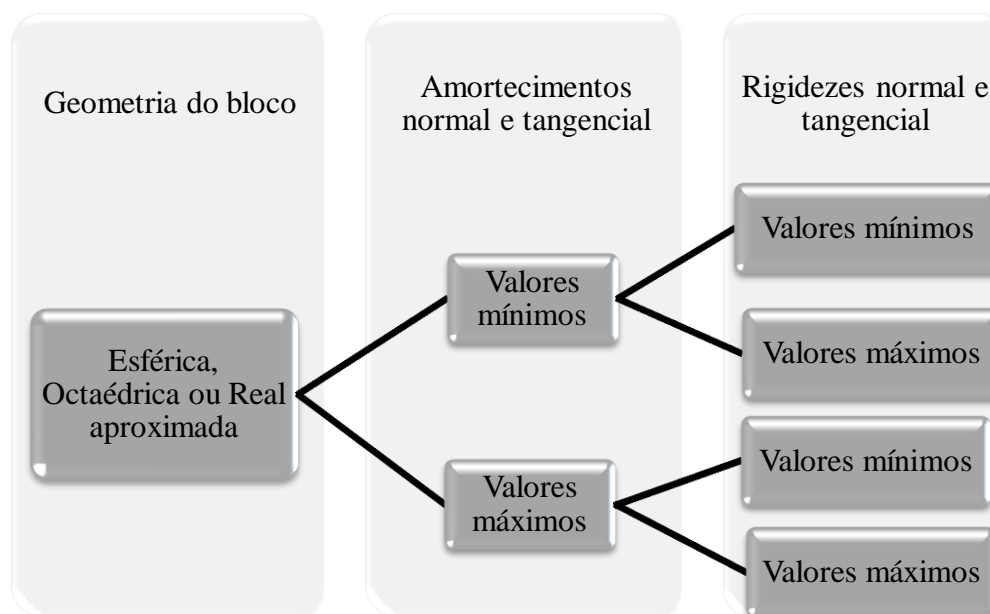 Geometria do bloco
Amortecimentos
normal e tangencial
Rigidezes normal e
tangencial
Esférica,
Octaédrica ou Real
aproximada
Valores
mínimos
Valores
máximos
Valores mínimos
Valores máximos
Valores mínimos
Valores máximos